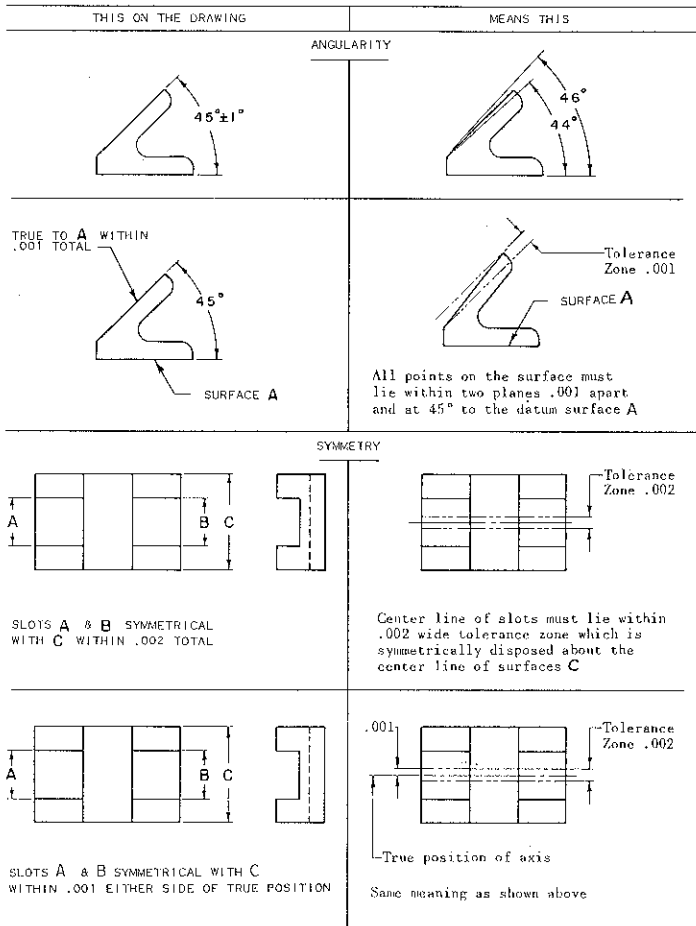 THIS ON THE DRAWING
MEANS THIS
ANGULARITY
45°±1°
46°
44°
TRUE TO A WITHIN
.001 TOTAL
45°
SURFACE A
Tolerance
Zone .001
SURFACE A
All points on the surface must
lie within two planes .001 apart
and at 45° to the datum surface A
SYMMETRY
A
B
C
SLOTS A & B SYMMETRICAL
WITH C WITHIN .002 TOTAL
Tolerance
Zone .002
Center line of slots must lie within
.002 wide tolerance zone which is
symmetrically disposed about the
center line of surfaces C
A
B
C
SLOTS A & B SYMMETRICAL WITH C
WITHIN .001 EITHER SIDE OF TRUE POSITION
.001
Tolerance
Zone .002
True position of axis
Same meaning as shown above